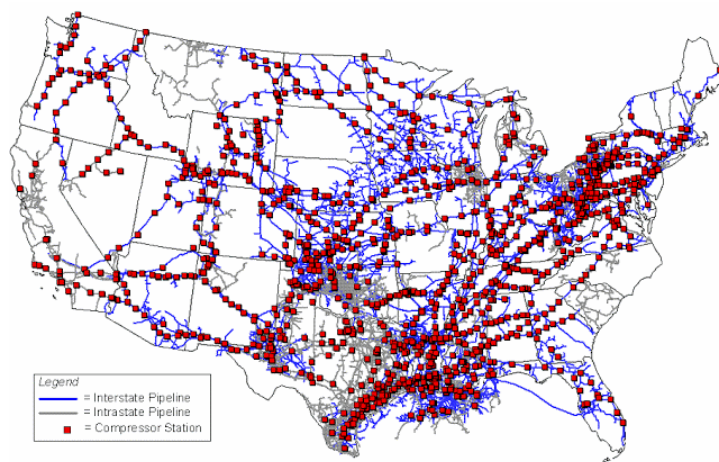 Legend
= Interstate Pipeline
= Intrastate Pipeline
= Compressor Station